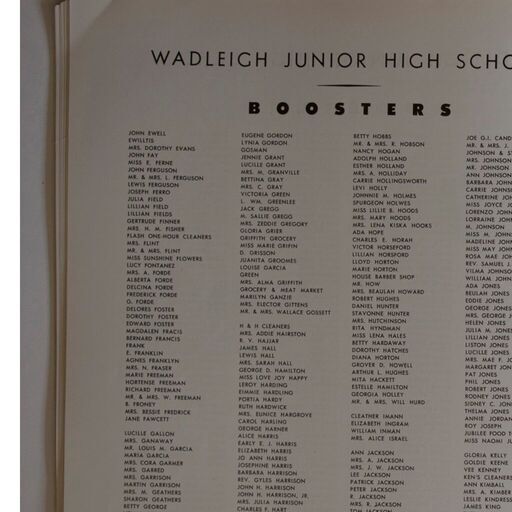 WADLEIGH JUNIOR HIGH SCHO
BOOSTERS
JOHN EWELL
EWILLTIS
MRS. DOROTHY EVANS
JOHN FAY
MISS E. FERNE
JOHN FERGUSON
MR. & MRS. L. FERGUSON
LEWIS FERGUSON
JOSEPH FERRO
JULIA FIELD
LILLIAN FIELD
LILLIAN FIELDS
GERTRUDE FINNER
MRS. H. M. FISHER
FLASH ONE-HOUR CLEANERS
MRS. FLINT
MR. & MRS. FLINT
MISS SUNSHINE FLOWERS
LUCY FONTANEZ
MRS. A. FORDE
ALBERTA FORDE
DELCINA FORDE
FREDERICK FORDE
G. FORDE
DELORES FOSTER
DOROTHY FOSTER
EDWARD FOSTER
MAGDALEN FRACIS
BERNARD FRANCIS
FRANK
E. FRANKLIN
AGNES FRANKLYN
MRS. N. FRASER
MARIE FREEMAN
HORTENSE FREEMAN
RICHARD FREEMAN
MR. & MRS. W. FREEMAN
B. FRONEY
MRS. BESSIE FREDRICK
JANE FAWCETT
LUCILLE GALLON
MRS. GANAWAY
MR. LOUIS M. GARCIA
MARIA GARCIA
MRS. CORA GARNER
MRS. GARRED
MRS. GARRISON
MARTIN GARRISON
MRS. M. GEATHERS
SHARON GEATHERS
BETTY GEORGE
EUGENE GORDON
LYNIA GORDON
GOSMAN
JENNIE GRANT
LUCILLE GRANT
MRS. M. GRANVILLE
BETTINA GRAY
MRS. C. GRAY
VICTORIA GREEN
L. WM. GREENLEE
JACK GREGG
M. SALLIE GREGG
MRS. ZEDDIE GREGORY
GLORIA GRIER
GRIFFITH GROCERY
MISS MARIE GRIFIN
D. GRISSON
JUANITA GROOMES
LOUISE GARCIA
GREEN
MRS. ALMA GRIFFITH
GROCERY & MEAT MARKET
MARILYN GANZIE
MRS. ELECTOR GITTENS
MR. & MRS. WALLACE GOSSETT
H & H CLEANERS
MRS. ADDIE HAIRSTON
R. V. HAJJAR
JAMES HALL
LEWIS HALL
MRS. SARAH HALL
GEORGE D. HAMILTON
MISS LOVE JOY HAPPY
LEROY HARDING
EIMMIE HARDLING
PORTIA HARDY
RUTH HARDWICK
MRS. EUNICE HARGROVE
CAROL HARLING
GEORGE HARNER
ALICE HARRIS
EARLY E. J. HARRIS
ELIZABETH HARRIS
JO ANN HARRIS
JOSEPHINE HARRIS
BARBARA HARRIS
REV. GYLES HARRISON
JOHN H. HARRISON
JOHN H. HARRISON, JR.
MRS. JULIA HARRISON
CHARLES F. HART
BETTY HOBBS
MR. & MRS. R. HOBSON
NANCY HOGAN
ADOLPH HOLLAND
ESTHER HOLLAND
MRS. A. HOLLIDAY
CARRIE HOLLINGSWORTH
LEVI HOLLY
JOHNNIE M. HOLMES
SPURGEON HOLWES
MISS LILLIE B. HOODS
MRS. MARY HOODS
MRS. LENA KISKA HOOKS
ADA HOPE
CHARLES E. HORAH
VICTOR HORSEFORD
LILLIAN HORSFORD
LLOYD HORTON
MARIE HORTON
HOUSE BARBER SHOP
MR. HOW
MRS. BEAULAH HOWARD
ROBERT HUGHES
DANIEL HUNTER
STAYONNE HUNTER
MRS. HUTCHINSON
RITA HYNDMAN
MISS LENA HALES
BETTY HARDAWAY
DOROTHY HATCHES
DIANA HORTON
GROVER D. HOWELL
ARTHUR L. HUGHES
MITA HACKETT
ESTELLE HAMILTON
GEORGIA HOLLEY
MR. & MRS. WILL HURD
CLEATHER IMANN
ELIZABETH INGRAM
WILLIAM INMAN
MRS. ALICE ISRAEL
ANN JACKSON
MRS. A. JACKSON
MRS. J. W. JACKSON
LEE JACKSON
PATRICK JACKSON
PETER JACKSON
R. JACKSON
MRS. R. JACKSON
TOM JACKSON
JOE G.I. CAND
MR. & MRS. J.
JOHNSON & S
MRS. JOHNSON
MR. JOHNSON
ANN JOHNSON
BARBARA JOHN
CARRIE JOHNS
CATHERINE JOH
MISS JOYCE JO
LORENZO JOHN
LORRAINE JOHN
M. JOHNSON
MISS M. JOHNS
MADELINE JOHN
MISS MAY JOHN
ROSA MAE JOH
REV. SAMUEL J
VILMA JOHNSO
WILLIAM JOHNS
ADA JONES
BEULAH JONES
EDDIE JONES
GEORGE JONES
MRS. GEORGE J
HELEN JONES
JULIA M. JONES
LILLIAN JONES
LISTON JONES
LUCILLE JONES
MRS. MAE F. JO
MARGARET JON
PAT JONES
PHIL JONES
ROBERT JONES
RODNEY JONES
SIDNEY C. JON
THELMA JONES
ANNIE JORDAN
ROY JOSEPH
JUBILEE FOOD M
MISS NAOMI JU
GLORIA KELLY
GOLDIE KEENE
VEE KENNEY
KEN'S CLEANERS
ANN KIMBALL
MRS. A. KIMBER
LESLIE KINDRESS
JAMES KING